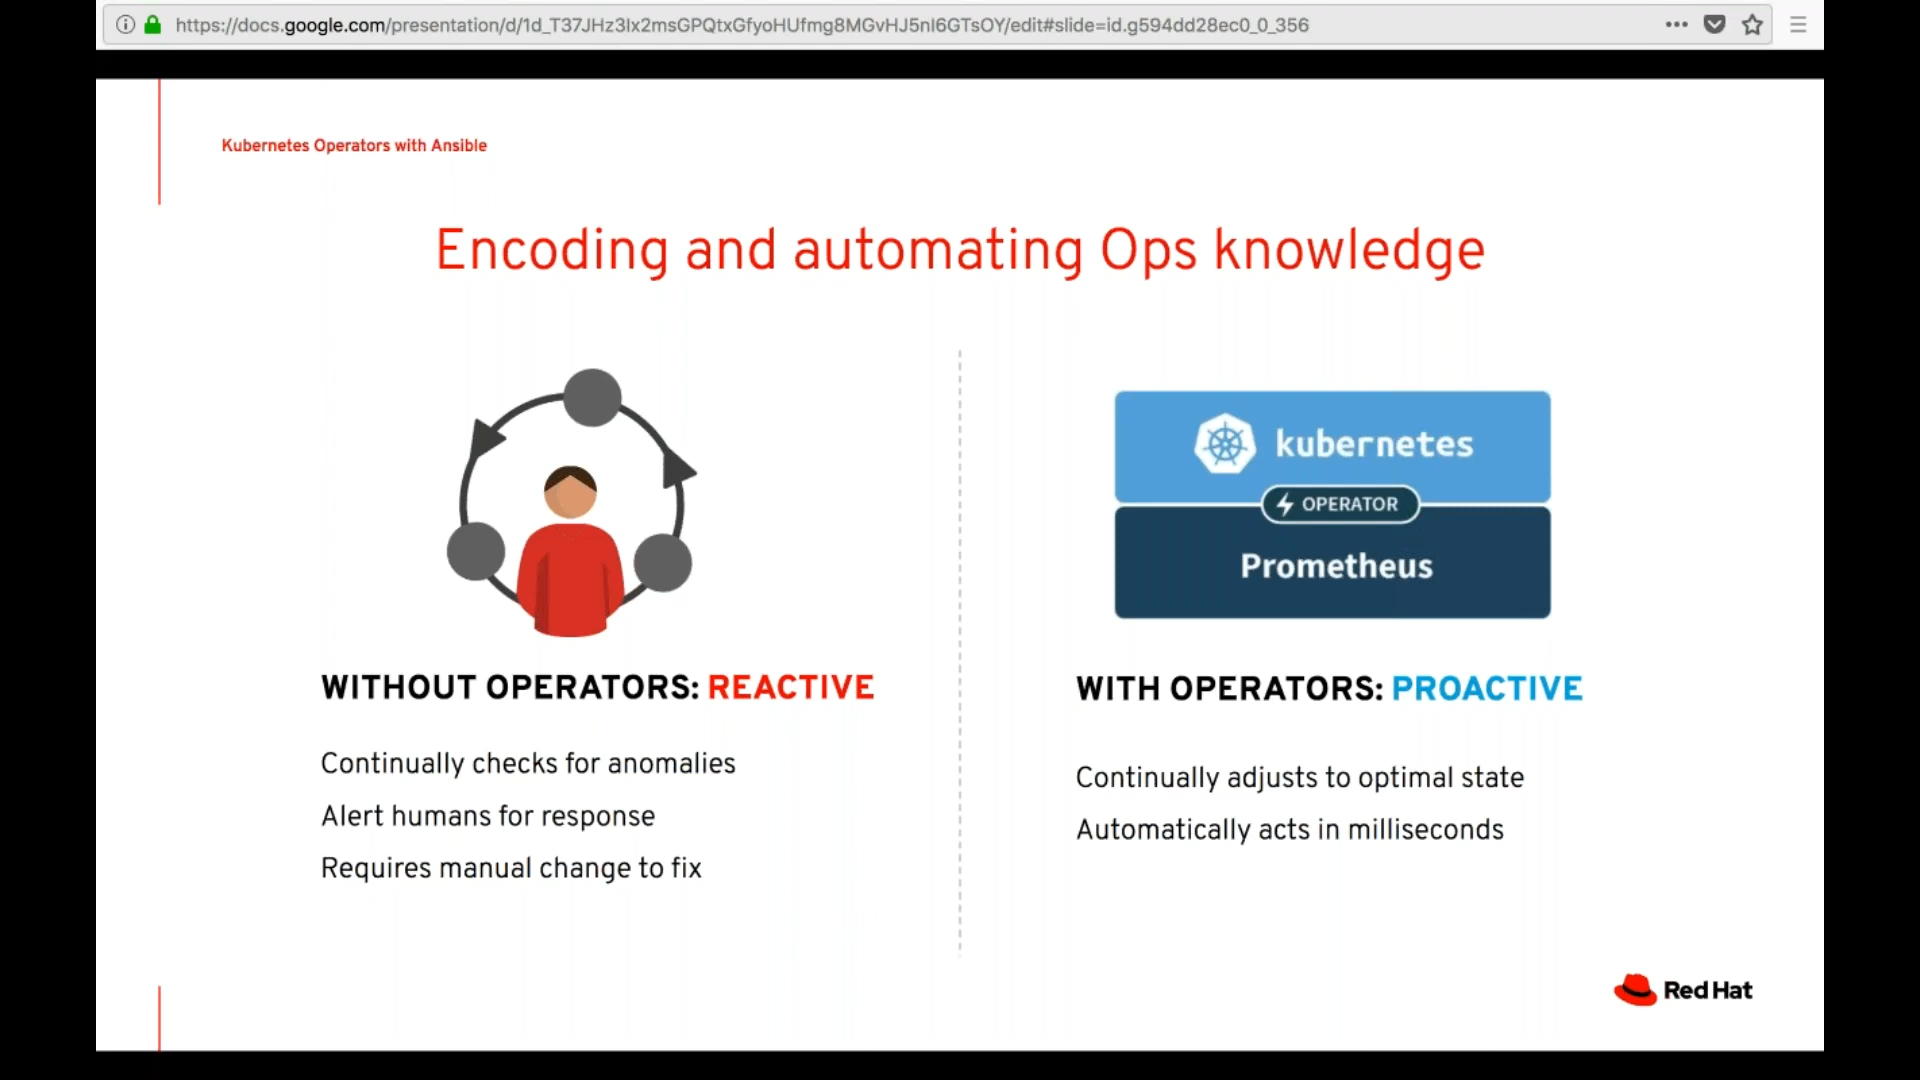 https://docs.google.com/presentation/d/1d_T37JHz3Ix2msGPQtxGfyoHUfmg8MGvHJ5nI6GTsOY/edit#slide=id.g594dd28ec0_0_356
Kubernetes Operators with Ansible
Encoding and automating Ops knowledge
WITHOUT OPERATORS: REACTIVE
Continually checks for anomalies
Alert humans for response
Requires manual change to fix
kubernetes
OPERATOR
Prometheus
WITH OPERATORS: PROACTIVE
Continually adjusts to optimal state
Automatically acts in milliseconds
Red Hat